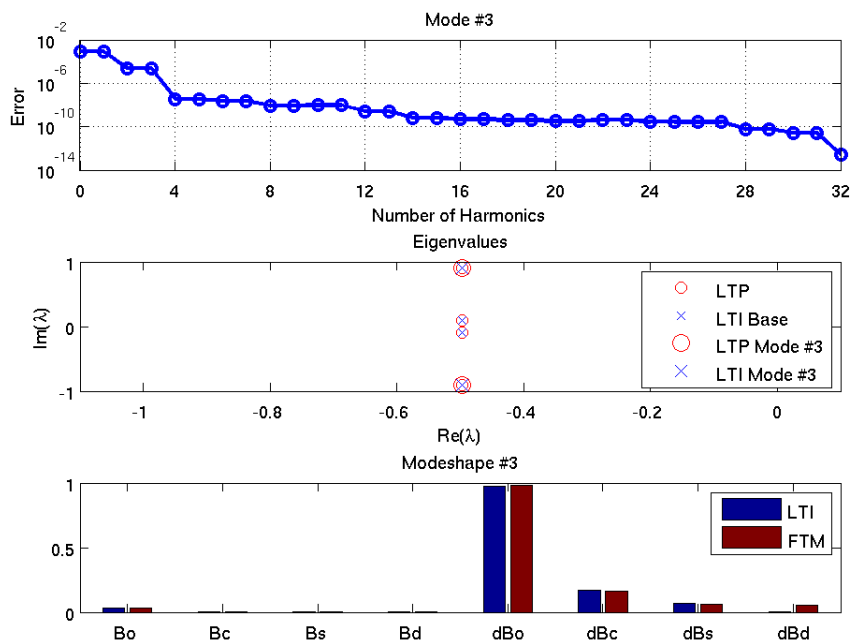 Mode #3
10^-2
10^-6
10^-10
10^-14
Error
0 4 8 12 16 20 24 28 32
Number of Harmonics
Eigenvalues
1
0
-1
Im(λ)
LTP
LTI Base
LTP Mode #3
LTI Mode #3
-1 -0.8 -0.6 -0.4 -0.2 0
Re(λ)
Modeshape #3
1
0.5
0
LTI
FTM
Bo Bc Bs Bd dBo dBc dBs dBd